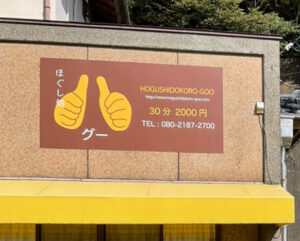 ほぐし処
グー
HOGUSHIDOKORO-GOO
http://www.hogushidokoro-goo.com
30分 2000円
TEL : 080-2187-2700